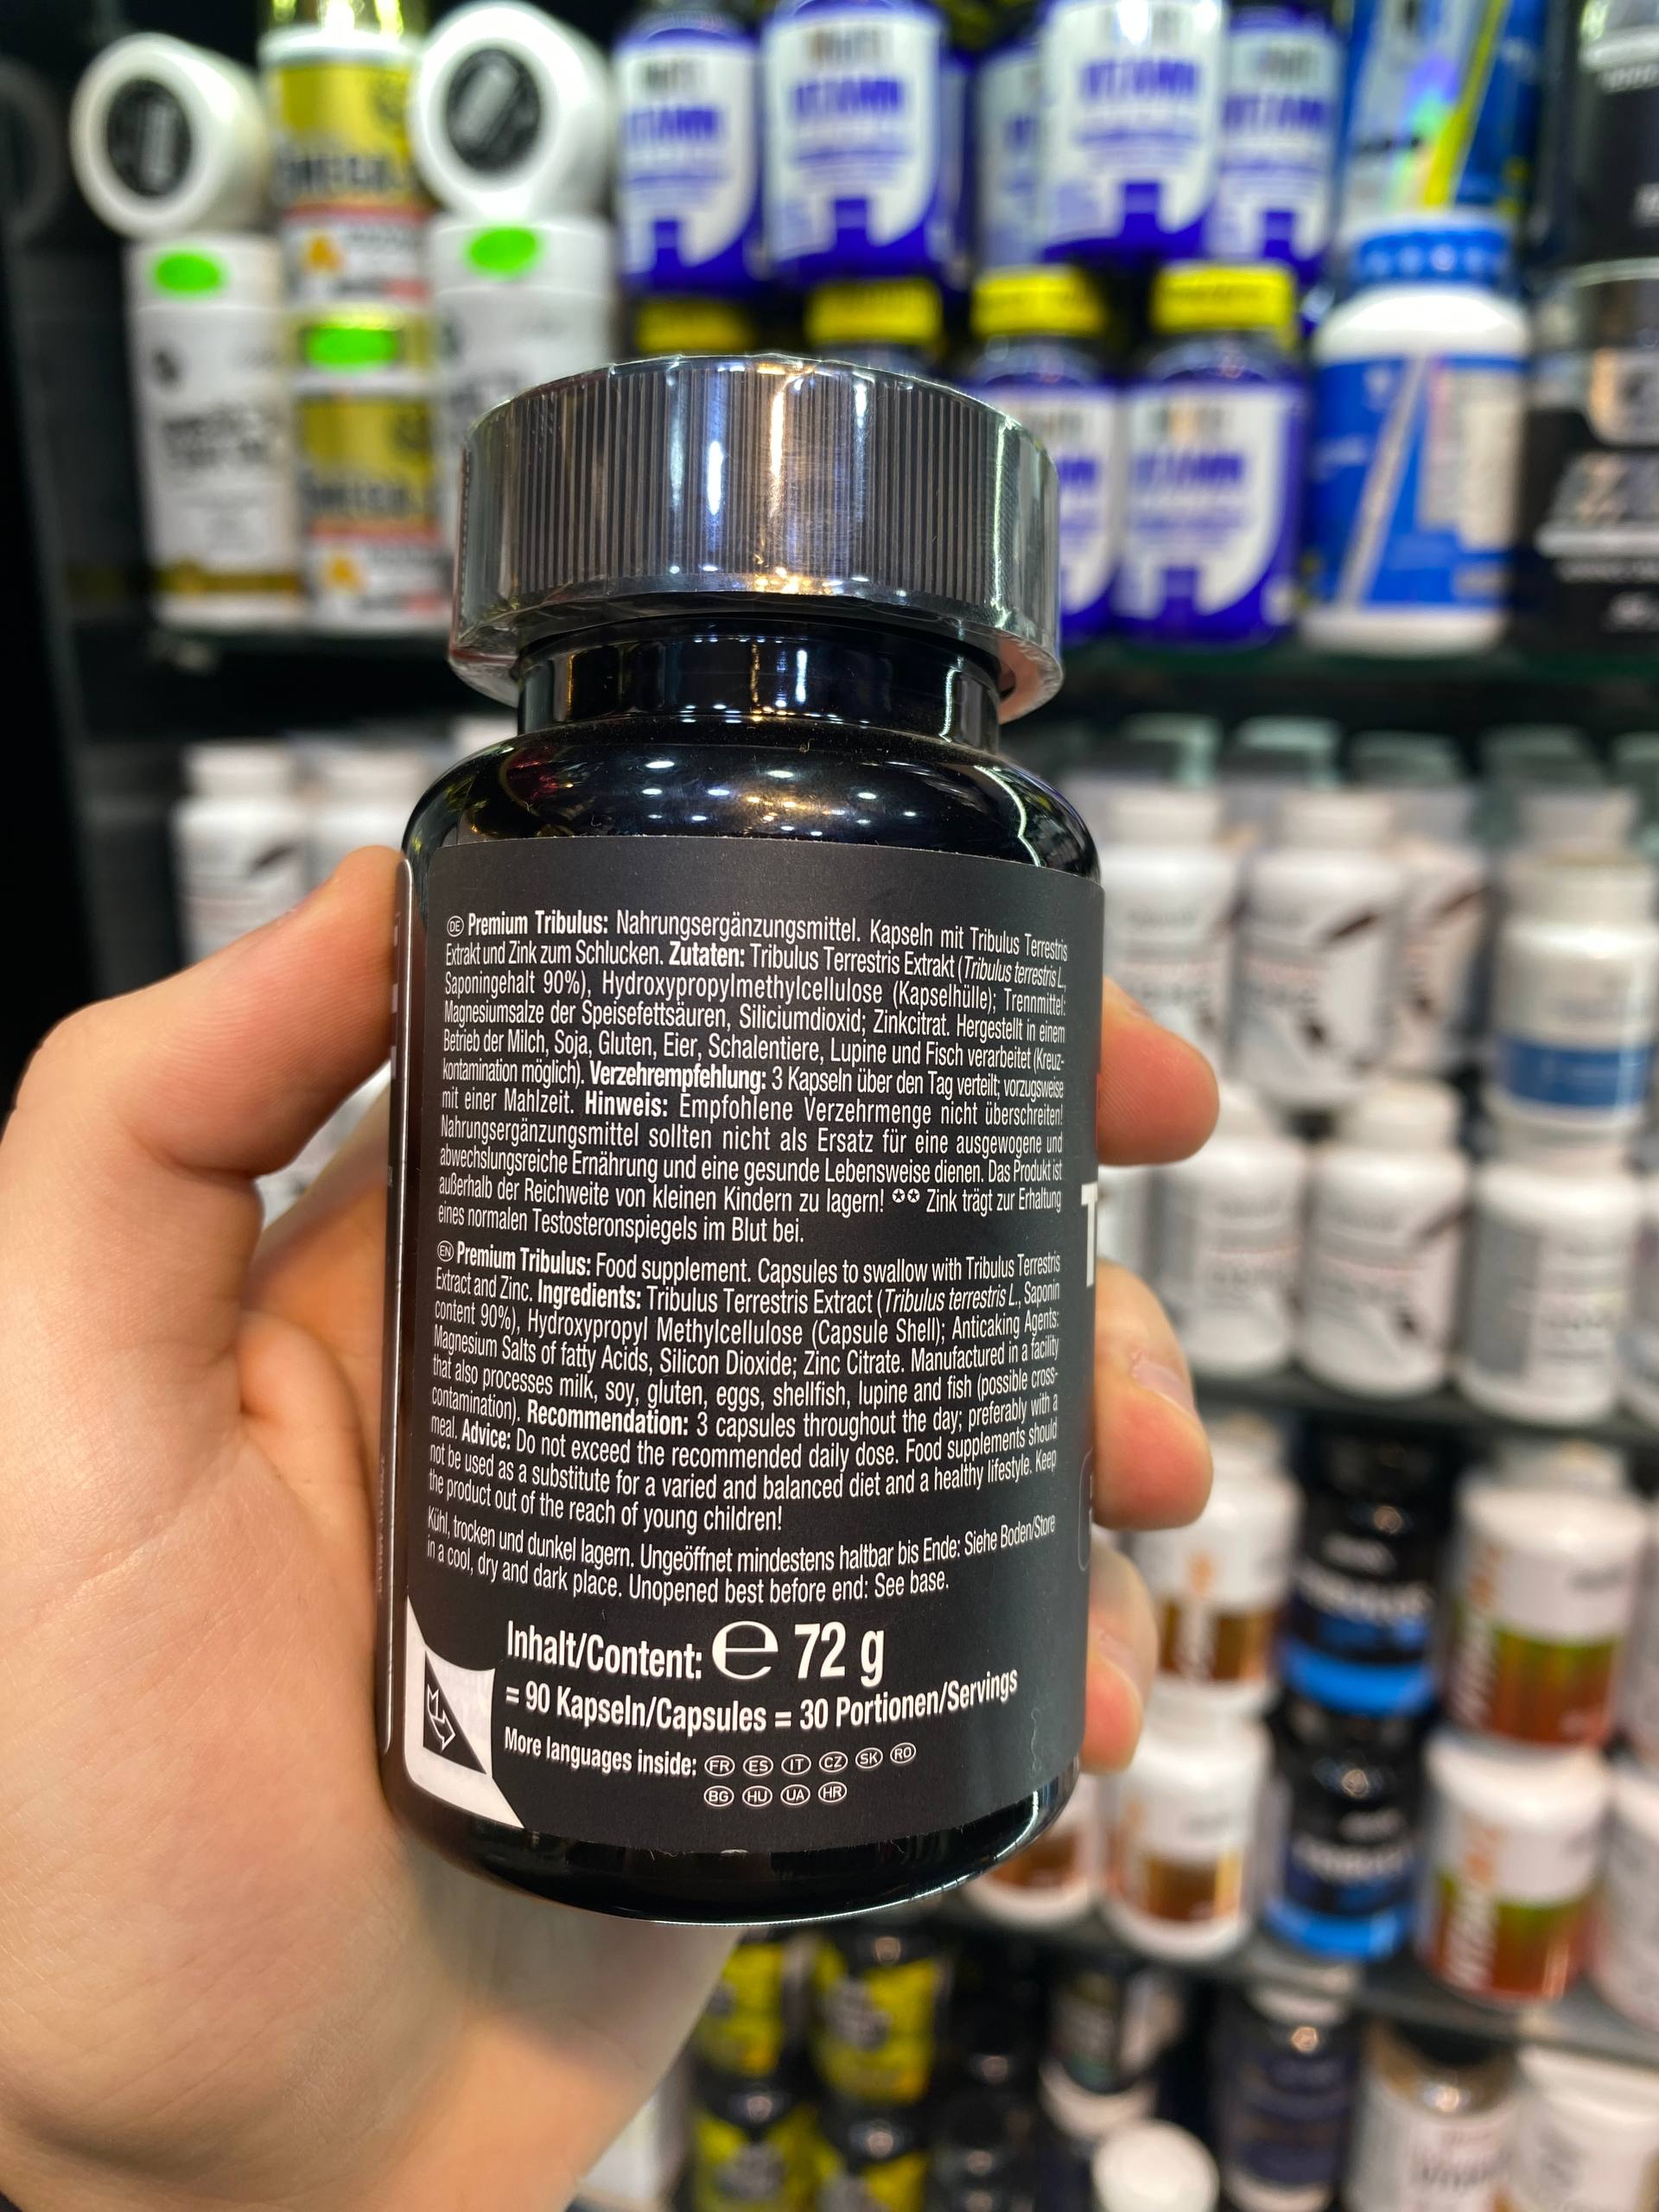 DE Premium Tribulus: Nahrungsergänzungsmittel. Kapseln mit Tribulus Terrestris
Extrakt und Zink zum Schlucken. Zutaten: Tribulus Terrestris Extrakt (Tribulus terrestris L.,
Saponingehalt 90%), Hydroxypropylmethylcellulose (Kapselhülle); Trennmittel:
Magnesiumsalze der Speisefettsäuren, Siliciumdioxid; Zinkcitrat. Hergestellt in einem
Betrieb der Milch, Soja, Gluten, Eier, Schalentiere, Lupine und Fisch verarbeitet (Kreuz-
kontamination möglich). Verzehrempfehlung: 3 Kapseln über den Tag verteilt; vorzugsweise
mit einer Mahlzeit. Hinweis: Empfohlene Verzehrmenge nicht überschreiten!
Nahrungsergänzungsmittel sollten nicht als Ersatz für eine ausgewogene und
abwechslungsreiche Ernährung und eine gesunde Lebensweise dienen. Das Produkt ist
außerhalb der Reichweite von kleinen Kindern zu lagern! ✪✪ Zink trägt zur Erhaltung
eines normalen Testosteronspiegels im Blut bei.
EN Premium Tribulus: Food supplement. Capsules to swallow with Tribulus Terrestris
Extract and Zinc. Ingredients: Tribulus Terrestris Extract (Tribulus terrestris L., Saponin
content 90%), Hydroxypropyl Methylcellulose (Capsule Shell); Anticaking Agents:
Magnesium Salts of fatty Acids, Silicon Dioxide; Zinc Citrate. Manufactured in a facility
that also processes milk, soy, gluten, eggs, shellfish, lupine and fish (possible cross-
contamination). Recommendation: 3 capsules throughout the day; preferably with a
meal. Advice: Do not exceed the recommended daily dose. Food supplements should
not be used as a substitute for a varied and balanced diet and a healthy lifestyle. Keep
the product out of the reach of young children!
Kühl, trocken und dunkel lagern. Ungeöffnet mindestens haltbar bis Ende: Siehe Boden/Store
in a cool, dry and dark place. Unopened best before end: See base.
Inhalt/Content: ℮ 72 g
= 90 Kapseln/Capsules = 30 Portionen/Servings
More languages inside: FR ES IT CZ SK RO
BG HU UA HR